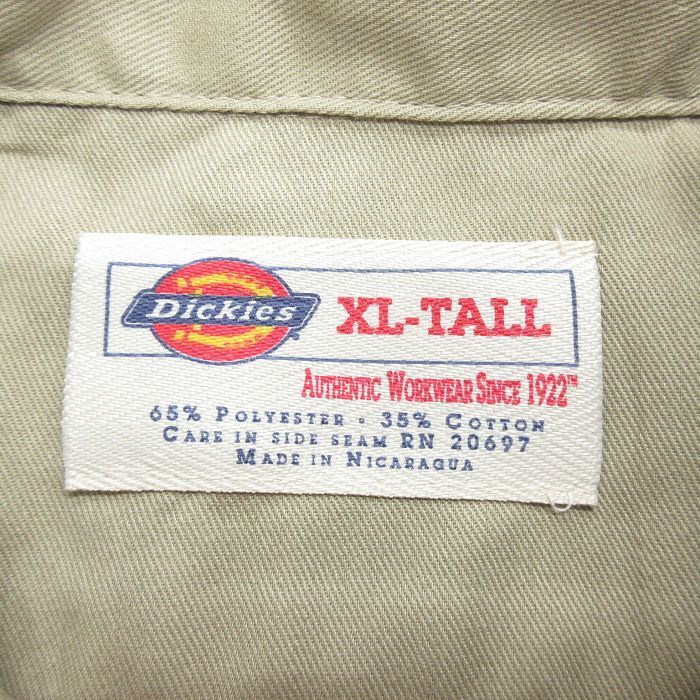 Dickies XL-TALL
AUTHENTIC WORKWEAR SINCE 1922™
65% POLYESTER • 35% COTTON
CARE IN SIDE SEAM RN 20697
MADE IN NICARAGUA